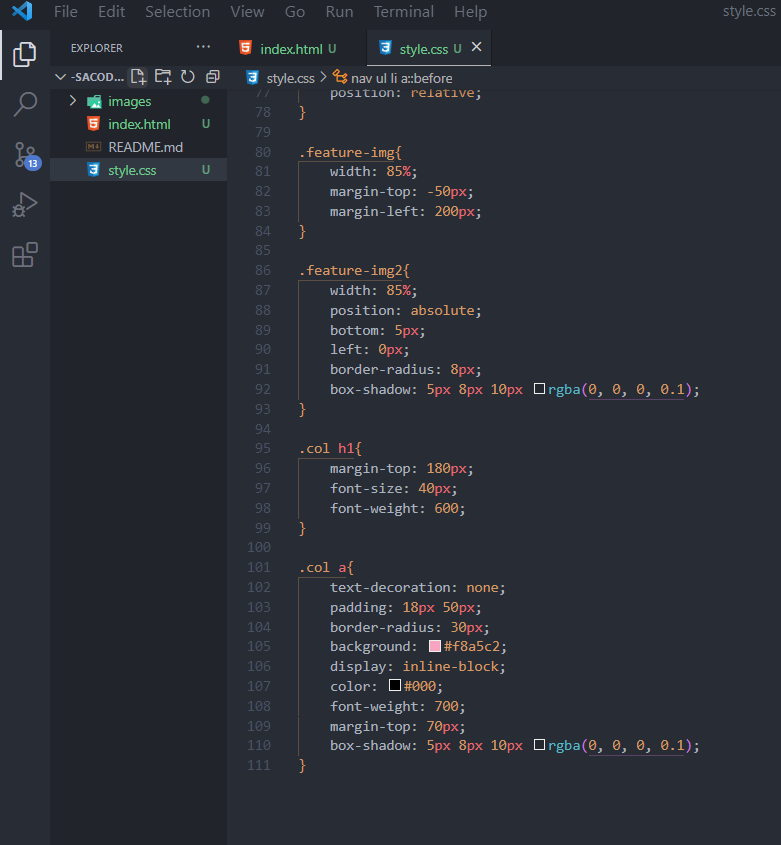 File Edit Selection View Go Run Terminal Help style.css
EXPLORER ···
index.html U
style.css U
-SACOD...
style.css > nav ul li a::before
images
index.html U
README.md
style.css U
13
77 position: relative;
78 }
79
80 .feature-img{
81 width: 85%;
82 margin-top: -50px;
83 margin-left: 200px;
84 }
85
86 .feature-img2{
87 width: 85%;
88 position: absolute;
89 bottom: 5px;
90 left: 0px;
91 border-radius: 8px;
92 box-shadow: 5px 8px 10px rgba(0, 0, 0, 0.1);
93 }
94
95 .col h1{
96 margin-top: 180px;
97 font-size: 40px;
98 font-weight: 600;
99 }
100
101 .col a{
102 text-decoration: none;
103 padding: 18px 50px;
104 border-radius: 30px;
105 background: #f8a5c2;
106 display: inline-block;
107 color: #000;
108 font-weight: 700;
109 margin-top: 70px;
110 box-shadow: 5px 8px 10px rgba(0, 0, 0, 0.1);
111 }